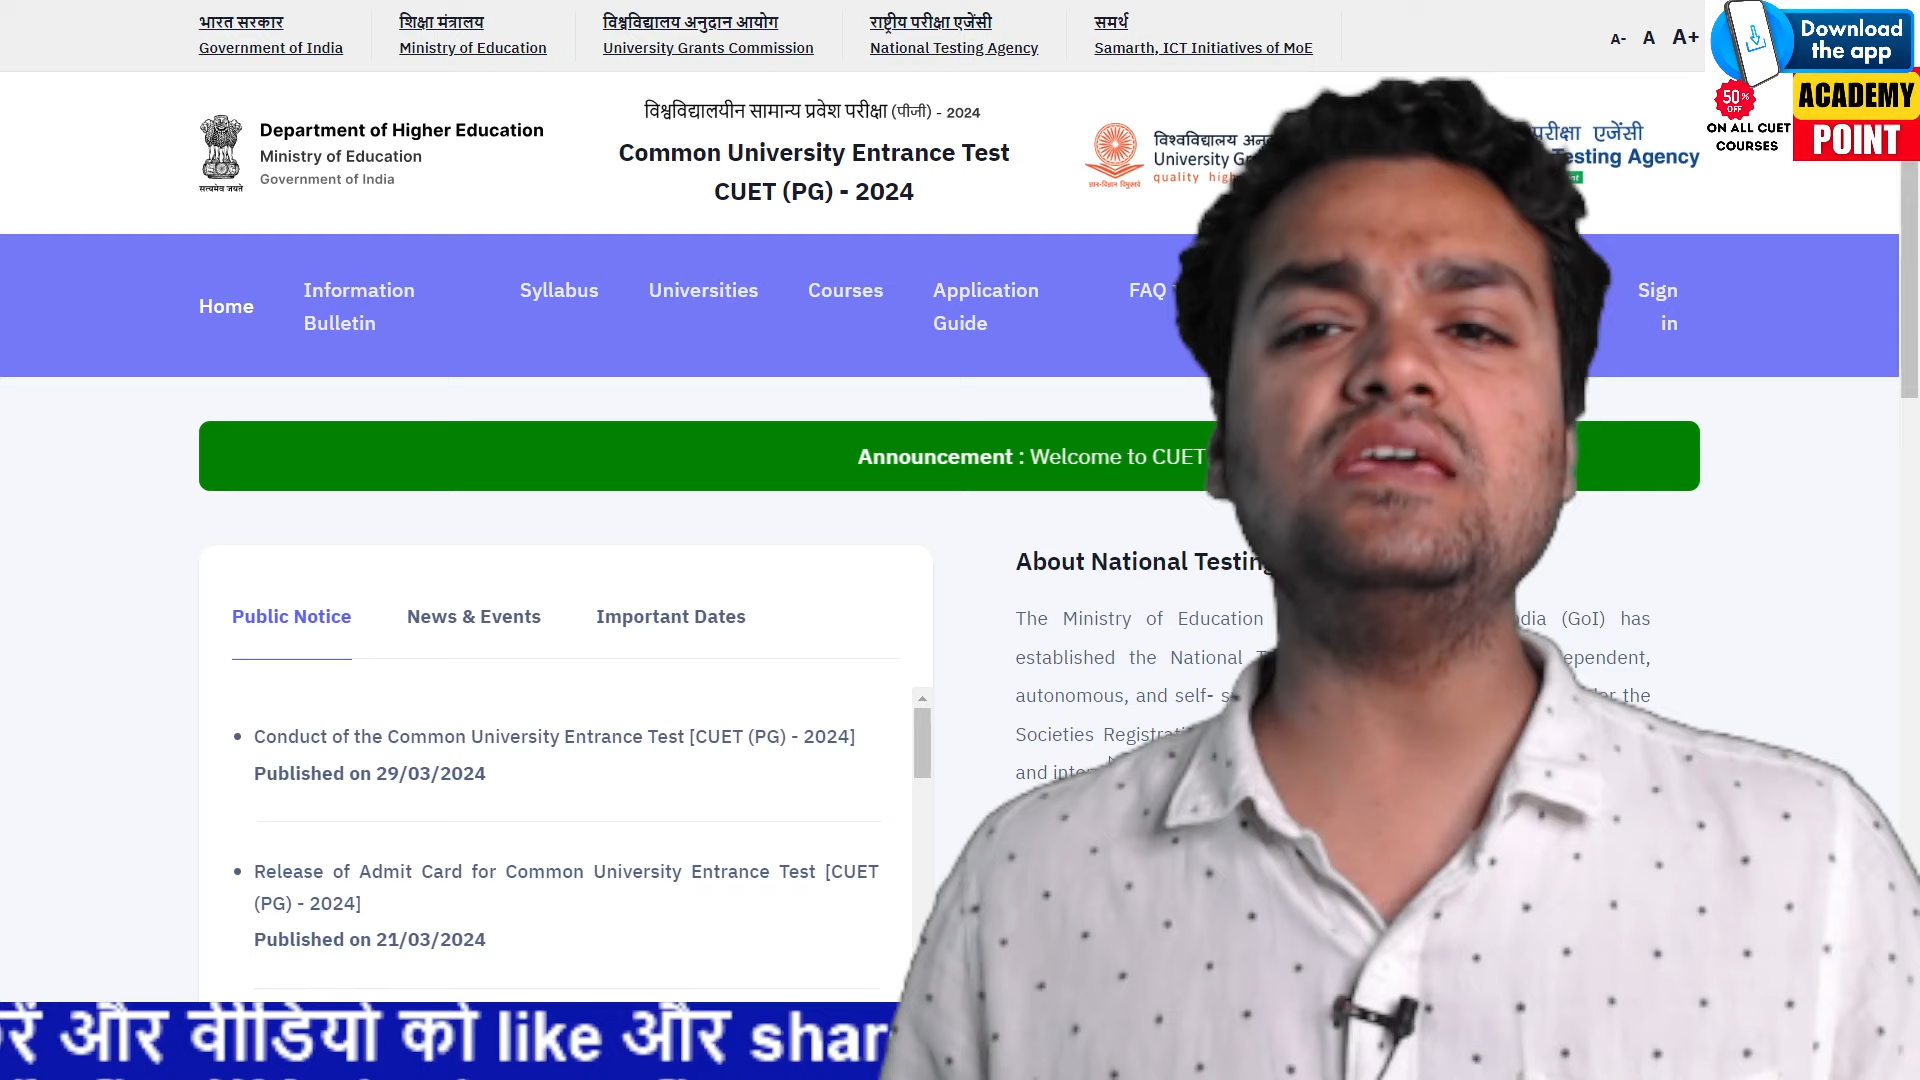 भारत सरकार
Government of India
शिक्षा मंत्रालय
Ministry of Education
विश्वविद्यालय अनुदान आयोग
University Grants Commission
राष्ट्रीय परीक्षा एजेंसी
National Testing Agency
समर्थ
Samarth, ICT Initiatives of MoE
A- A A+
Download
the app
50%
OFF
ON ALL CUET
COURSES
ACADEMY
POINT
सत्यमेव जयते
Department of Higher Education
Ministry of Education
Government of India
विश्वविद्यालयीन सामान्य प्रवेश परीक्षा (पीजी) - 2024
Common University Entrance Test
CUET (PG) - 2024
विश्वविद्यालय
University
quality
परीक्षा एजेंसी
Testing Agency
Home
Information
Bulletin
Syllabus
Universities
Courses
Application
Guide
FAQ
Sign
in
Announcement : Welcome to CUET
Public Notice
News & Events
Important Dates
Conduct of the Common University Entrance Test [CUET (PG) - 2024]
Published on 29/03/2024
Release of Admit Card for Common University Entrance Test [CUET
(PG) - 2024]
Published on 21/03/2024
About National Testing
The Ministry of Education (GoI) has
established the National
autonomous, and self- the
Societies
and
और वीडियो को like और